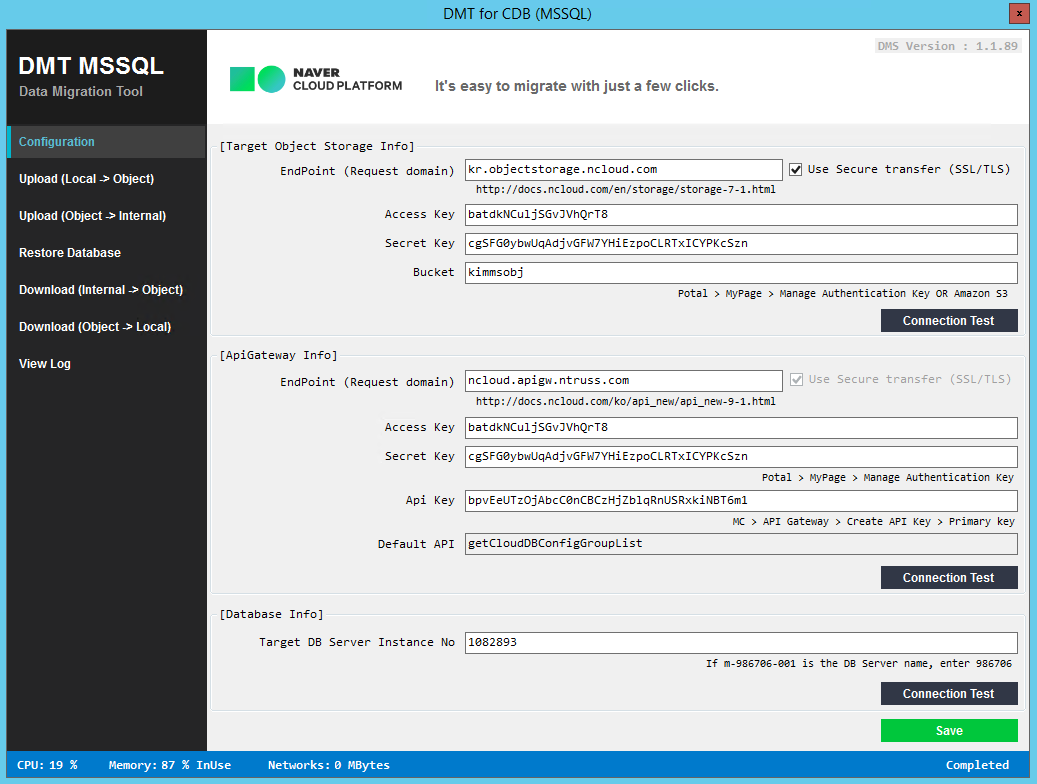 DMT for CDB (MSSQL)
x
DMT MSSQL
Data Migration Tool
DMS Version : 1.1.89
NAVER
CLOUD PLATFORM
It's easy to migrate with just a few clicks.
Configuration
Upload (Local -> Object)
Upload (Object -> Internal)
Restore Database
Download (Internal -> Object)
Download (Object -> Local)
View Log
[Target Object Storage Info]
EndPoint (Request domain) kr.objectstorage.ncloud.com Use Secure transfer (SSL/TLS)
http://docs.ncloud.com/en/storage/storage-7-1.html
Access Key batdkNCuljSGvJVhQrT8
Secret Key cgSFG0ybwUqAdjvGFW7YHiEzpoCLRTxICYPKcSzn
Bucket kimmsobj
Potal > MyPage > Manage Authentication Key OR Amazon S3
Connection Test
[ApiGateway Info]
EndPoint (Request domain) ncloud.apigw.ntruss.com Use Secure transfer (SSL/TLS)
http://docs.ncloud.com/ko/api_new/api_new-9-1.html
Access Key batdkNCuljSGvJVhQrT8
Secret Key cgSFG0ybwUqAdjvGFW7YHiEzpoCLRTxICYPKcSzn
Potal > MyPage > Manage Authentication Key
Api Key bpvEeUTzOjAbcC0nCBCzHjZblqRnUSRxkiNBT6m1
MC > API Gateway > Create API Key > Primary key
Default API getCloudDBConfigGroupList
Connection Test
[Database Info]
Target DB Server Instance No 1082893
If m-986706-001 is the DB Server name, enter 986706
Connection Test
Save
CPU: 19 % Memory: 87 % InUse Networks: 0 MBytes Completed